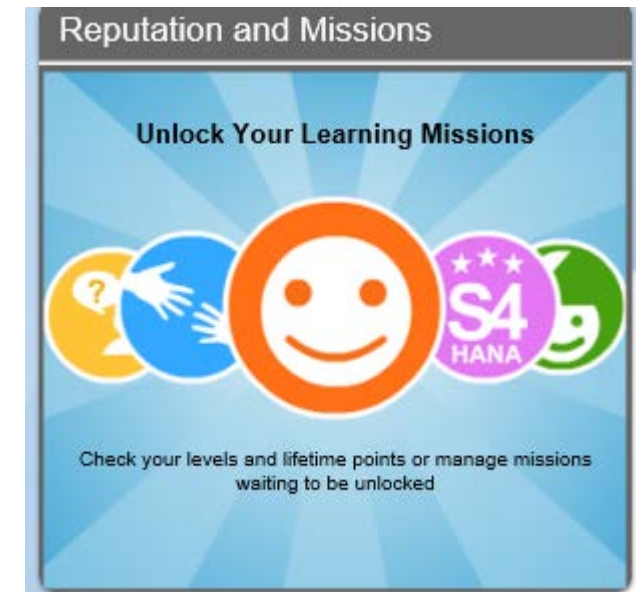 Reputation and Missions
Unlock Your Learning Missions
?
S4
HANA
Check your levels and lifetime points or manage missions
waiting to be unlocked